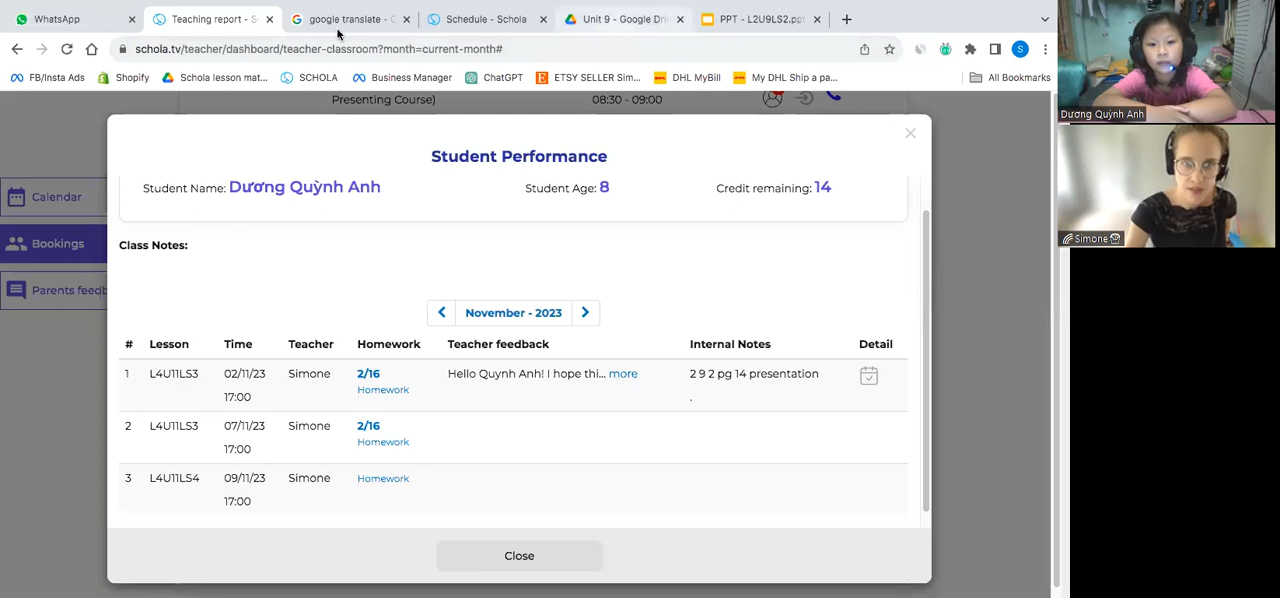 WhatsApp
Teaching report - S
google translate - G
Schedule - Schola
Unit 9 - Google Dri
PPT - L2U9LS2.ppt
schola.tv/teacher/dashboard/teacher-classroom?month=current-month#
S
FB/Insta Ads
Shopify
Schola lesson mat...
SCHOLA
Business Manager
ChatGPT
ETSY SELLER Sim...
DHL MyBill
My DHL Ship a pa...
All Bookmarks
Presenting Course)
08:30 - 09:00
Calendar
Bookings
Parents feedb
Student Performance
Student Name: Dương Quỳnh Anh
Student Age: 8
Credit remaining: 14
Class Notes:
November - 2023
# Lesson Time Teacher Homework Teacher feedback Internal Notes Detail
1 L4U11LS3 02/11/23 Simone 2/16 Hello Quynh Anh! I hope thi... more 2 9 2 pg 14 presentation
17:00 Homework .
2 L4U11LS3 07/11/23 Simone 2/16
17:00 Homework
3 L4U11LS4 09/11/23 Simone Homework
17:00
Close
Dương Quỳnh Anh
Simone